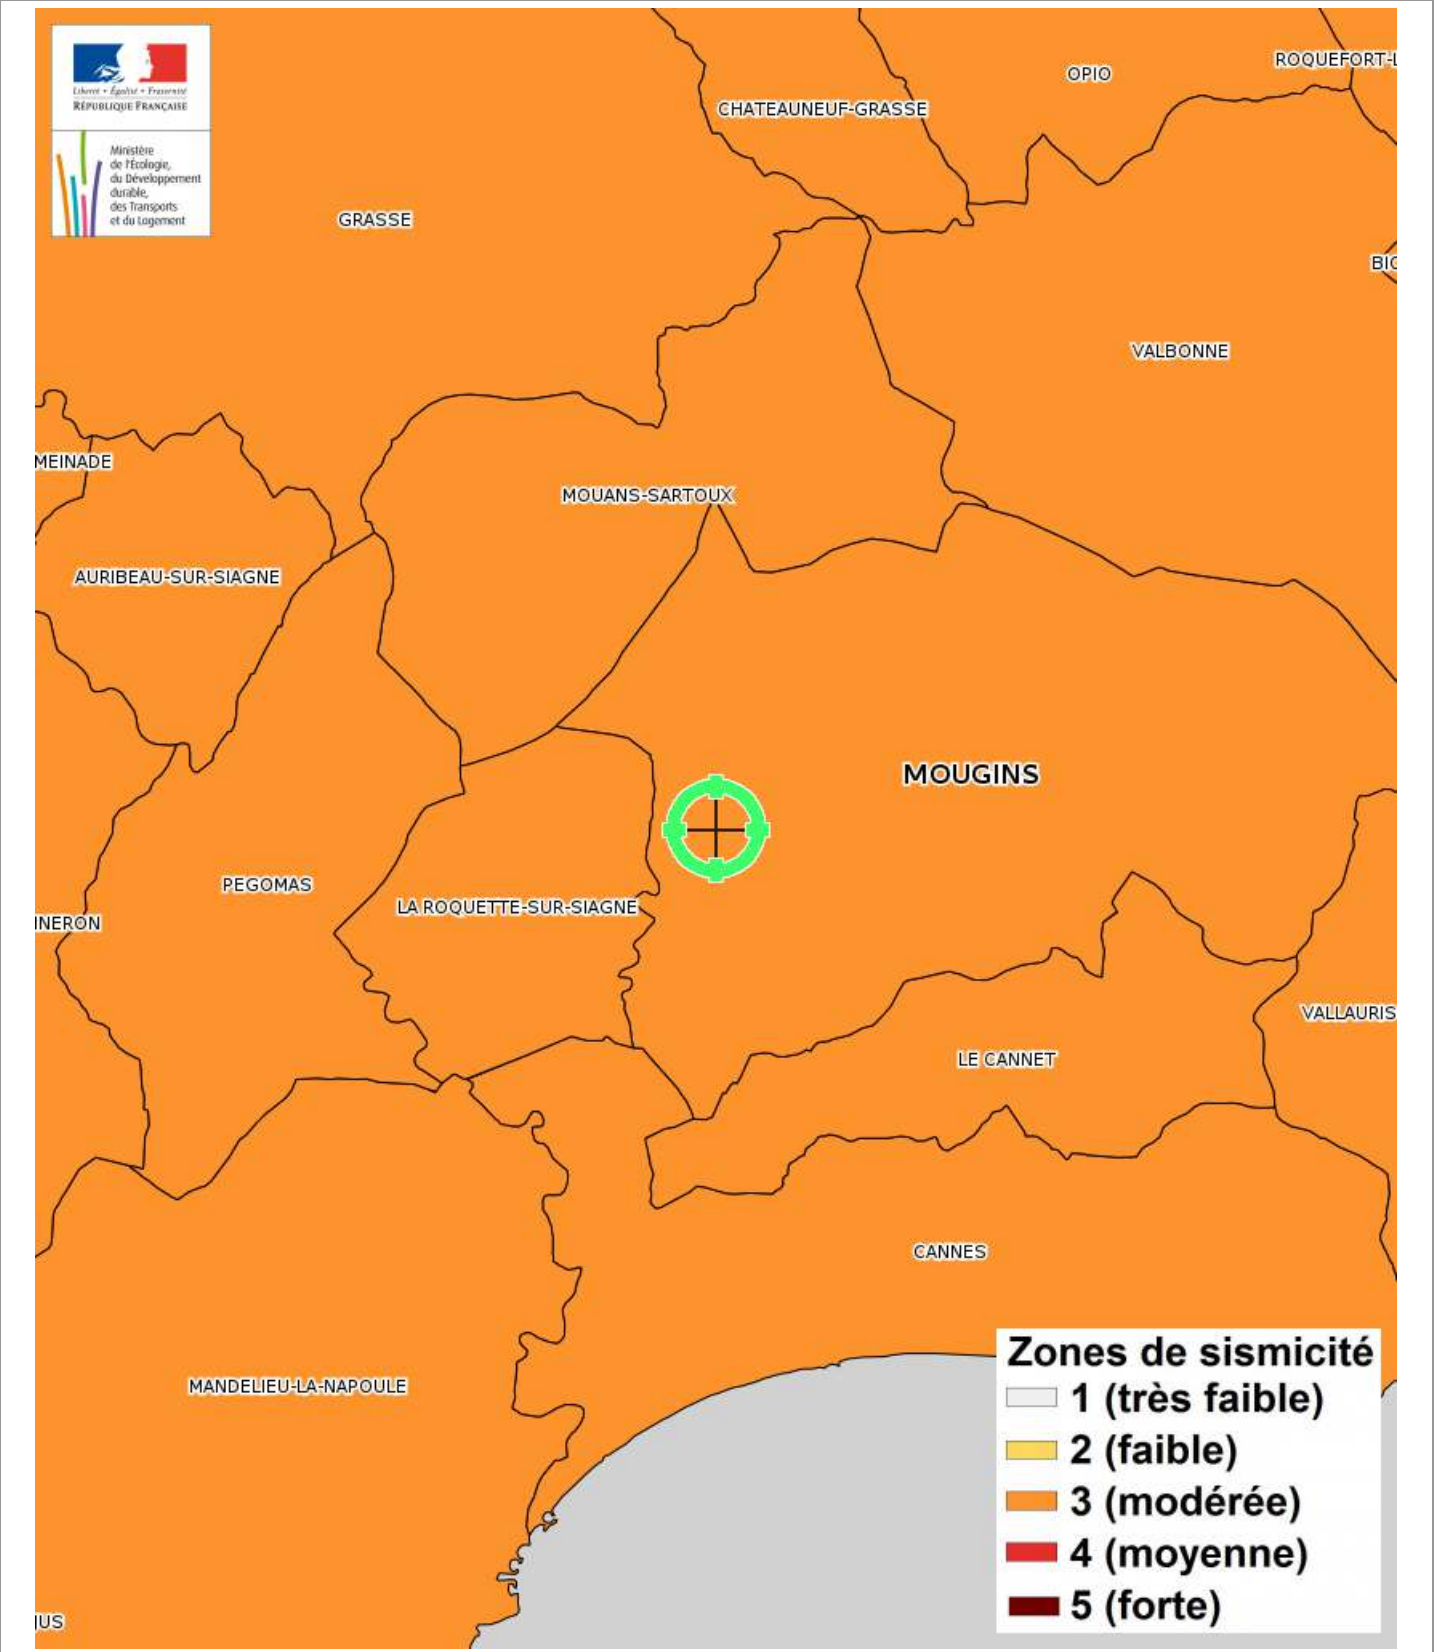 Liberté • Égalité • Fraternité
RÉPUBLIQUE FRANÇAISE
Ministère
de l'Écologie,
du Développement
durable,
des Transports
et du Logement
OPIO
ROQUEFORT-L
CHATEAUNEUF-GRASSE
GRASSE
BIO
VALBONNE
MEINADE
MOUANS-SARTOUX
AURIBEAU-SUR-SIAGNE
MOUGINS
PEGOMAS
LA ROQUETTE-SUR-SIAGNE
NERON
VALLAURIS
LE CANNET
CANNES
MANDELIEU-LA-NAPOULE
JUS
Zones de sismicité
1 (très faible)
2 (faible)
3 (modérée)
4 (moyenne)
5 (forte)